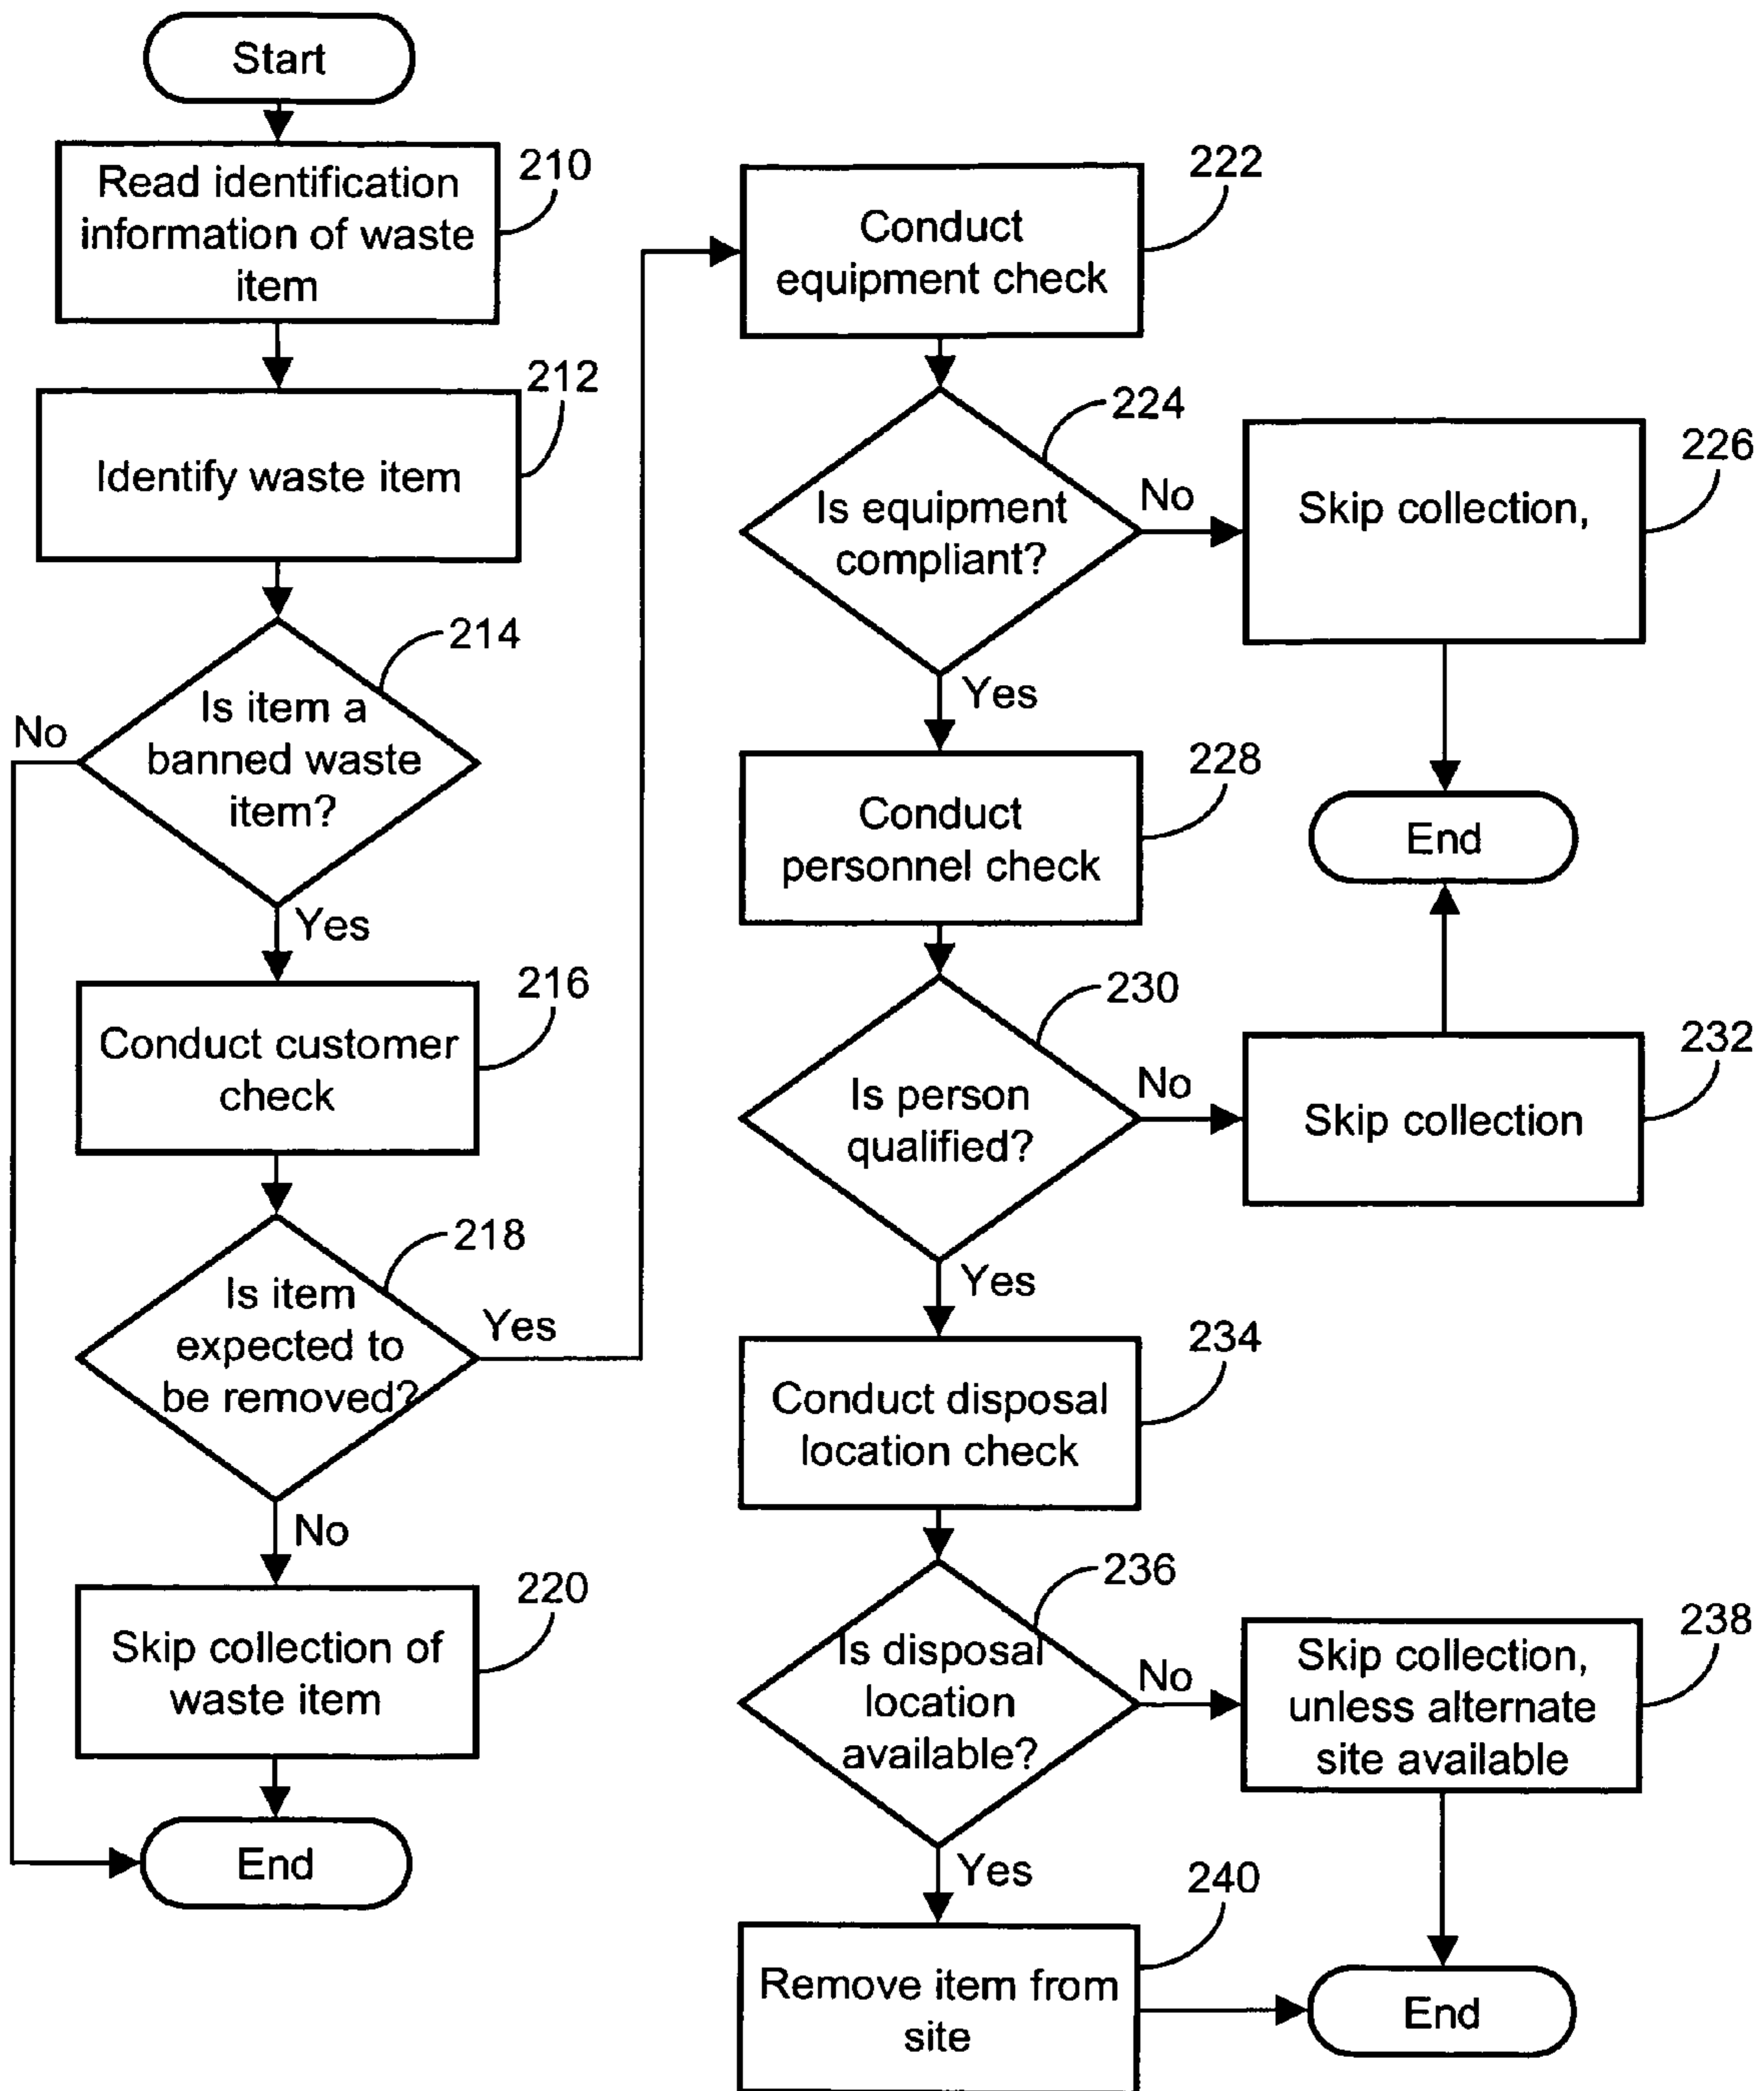 Start
Read identification
information of waste
item
210
Identify waste item
212
Is item a
banned waste
item?
214
No
Yes
Conduct customer
check
216
Is item
expected to
be removed?
218
Yes
No
Skip collection of
waste item
220
End
Conduct
equipment check
222
Is equipment
compliant?
224
No
Skip collection,
226
Yes
End
Conduct
personnel check
228
Is person
qualified?
230
No
Skip collection
232
Yes
Conduct disposal
location check
234
Is disposal
location
available?
236
No
Skip collection,
unless alternate
site available
238
Yes
Remove item from
site
240
End